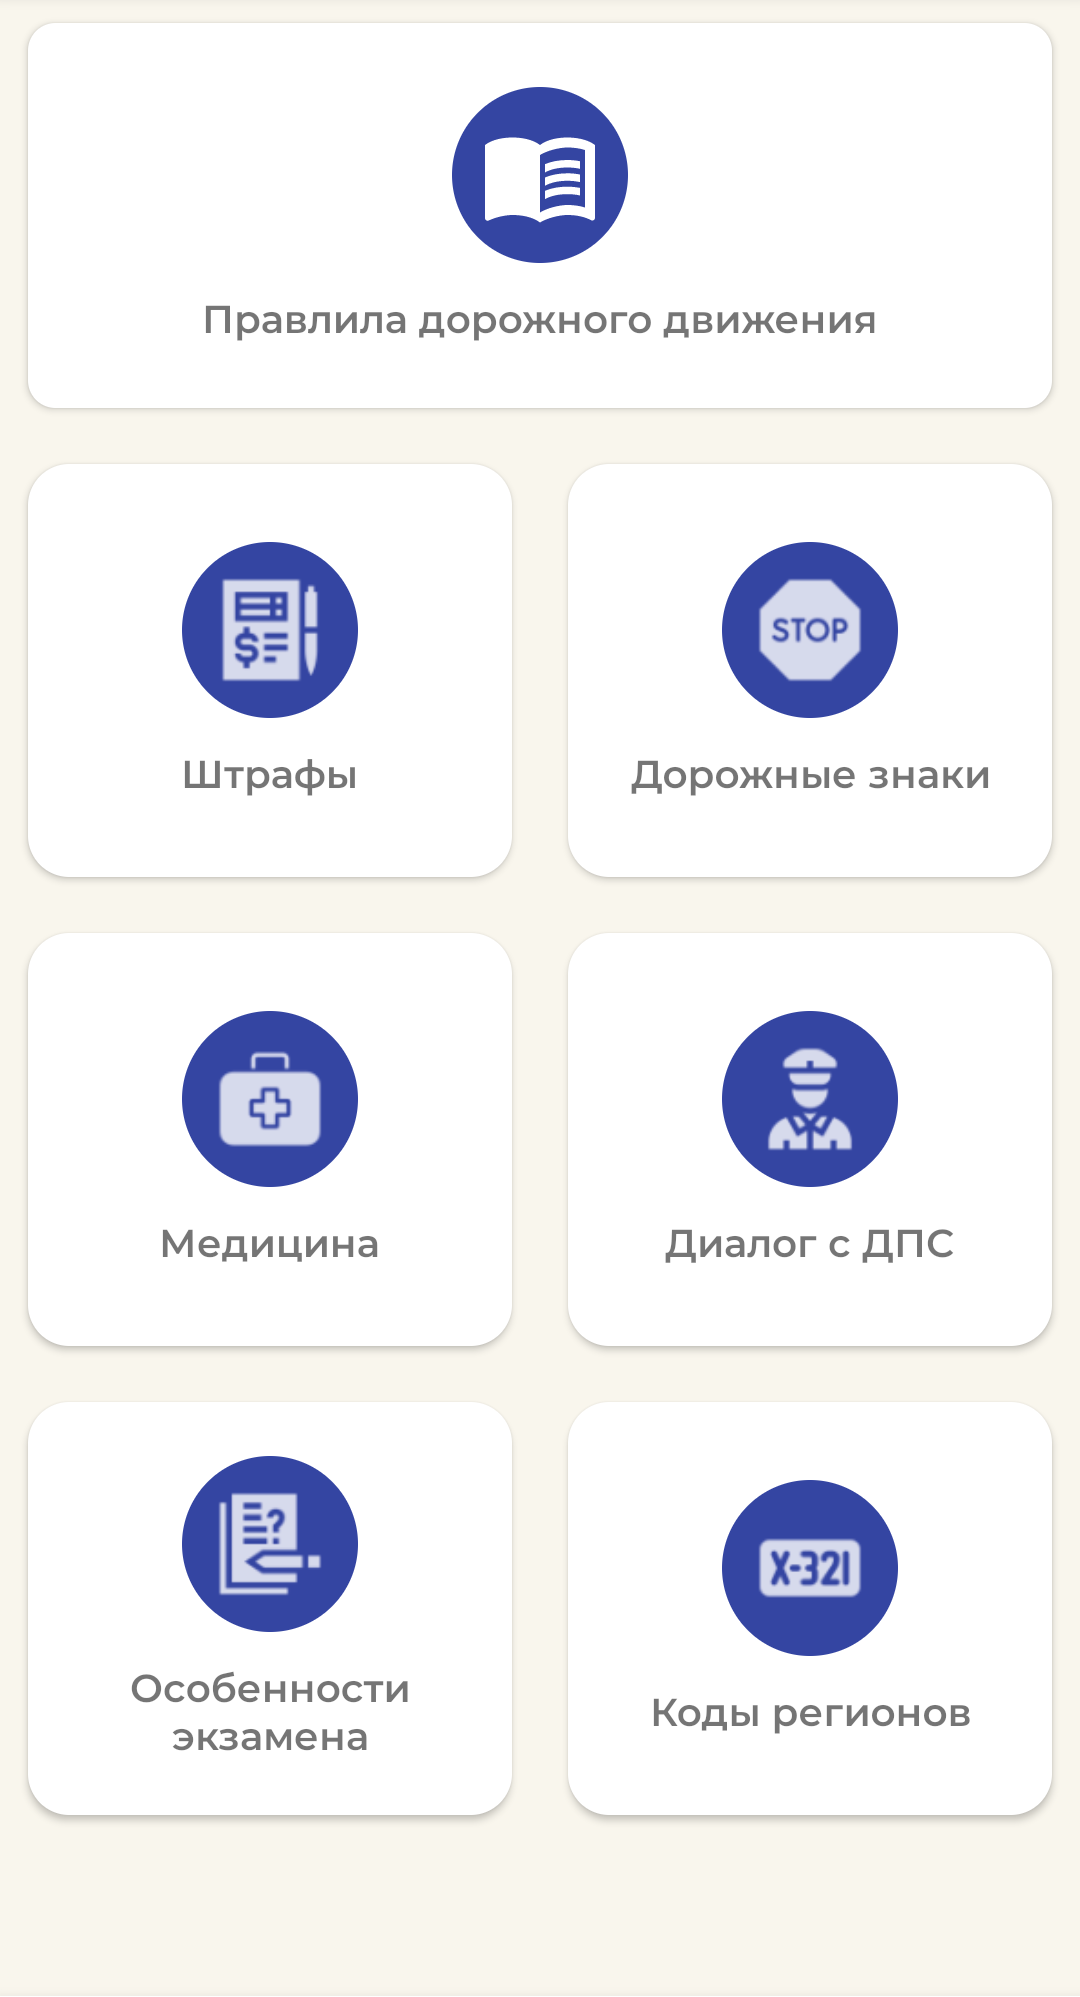 Правлила дорожного движения
$
STOP
Штрафы
Дорожные знаки
Медицина
Диалог с ДПС
?
X-321
Особенности
экзамена
Коды регионов